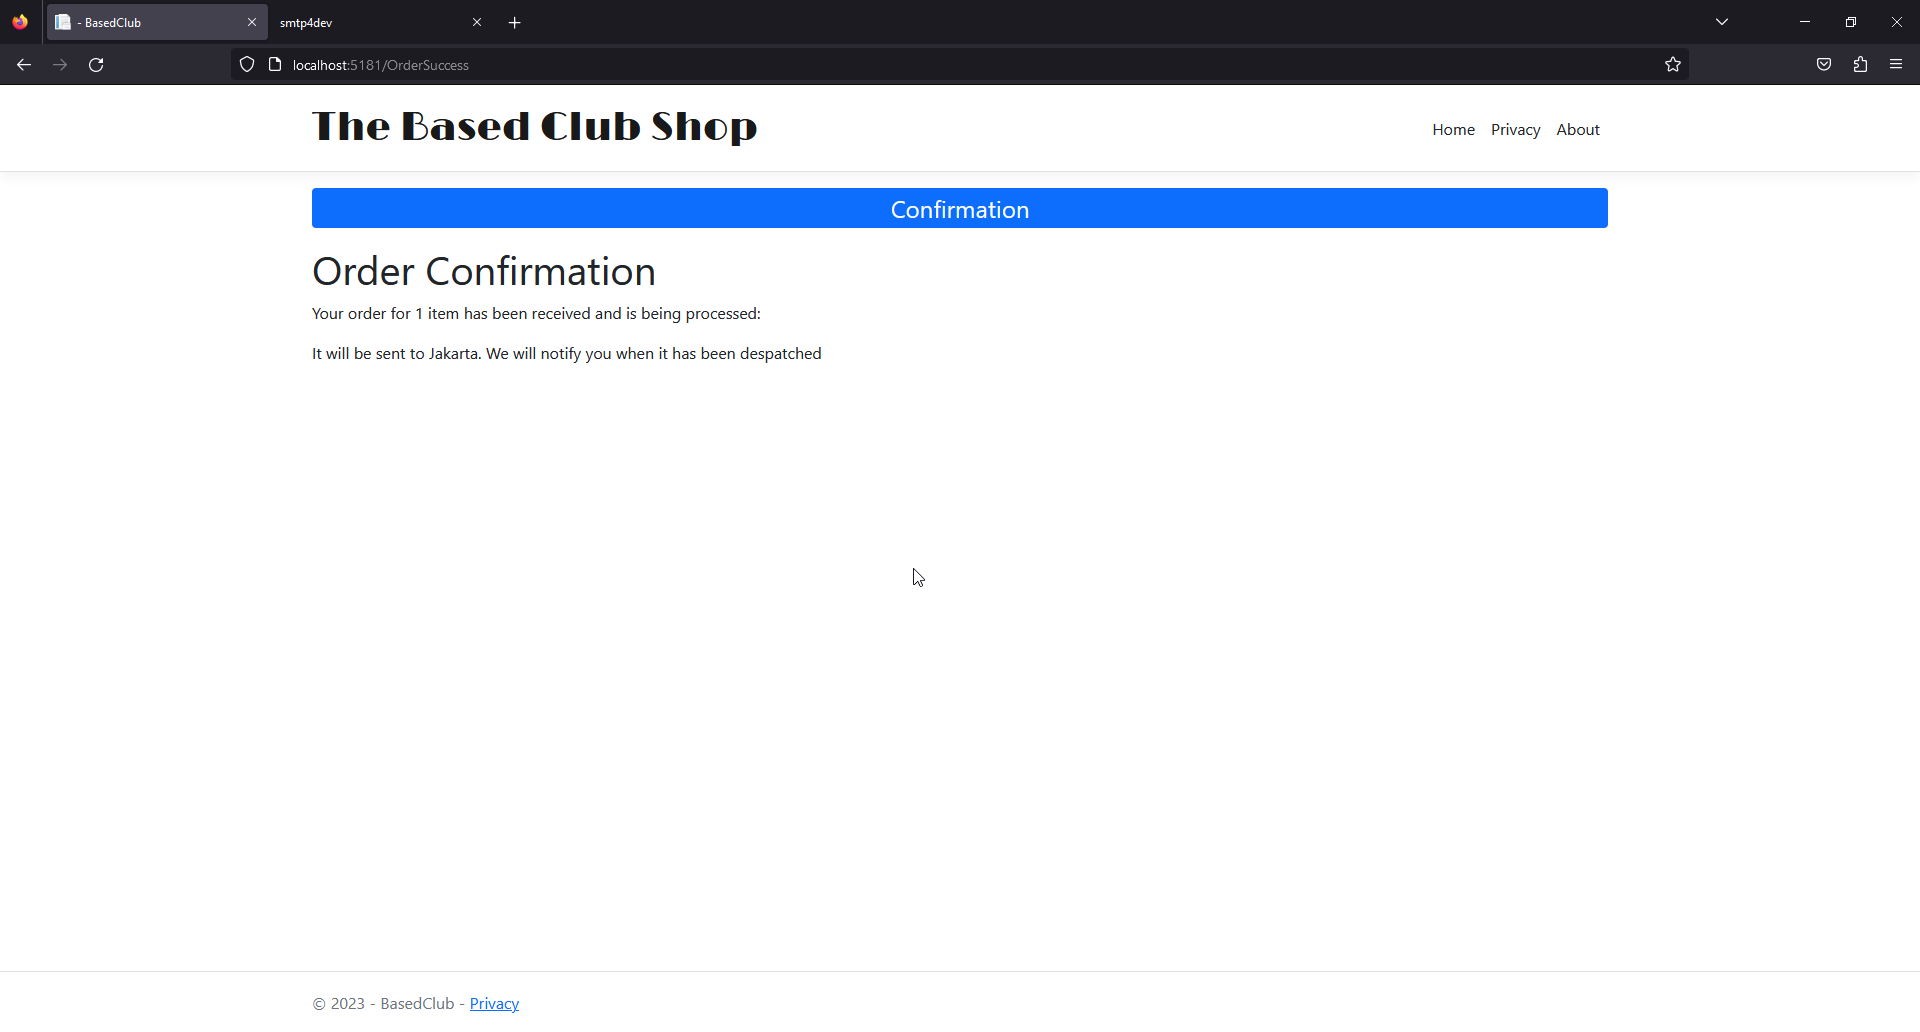 - BasedClub
smtp4dev
localhost:5181/OrderSuccess
The Based Club Shop
Home Privacy About
Confirmation
Order Confirmation
Your order for 1 item has been received and is being processed:
It will be sent to Jakarta. We will notify you when it has been despatched
© 2023 - BasedClub - Privacy